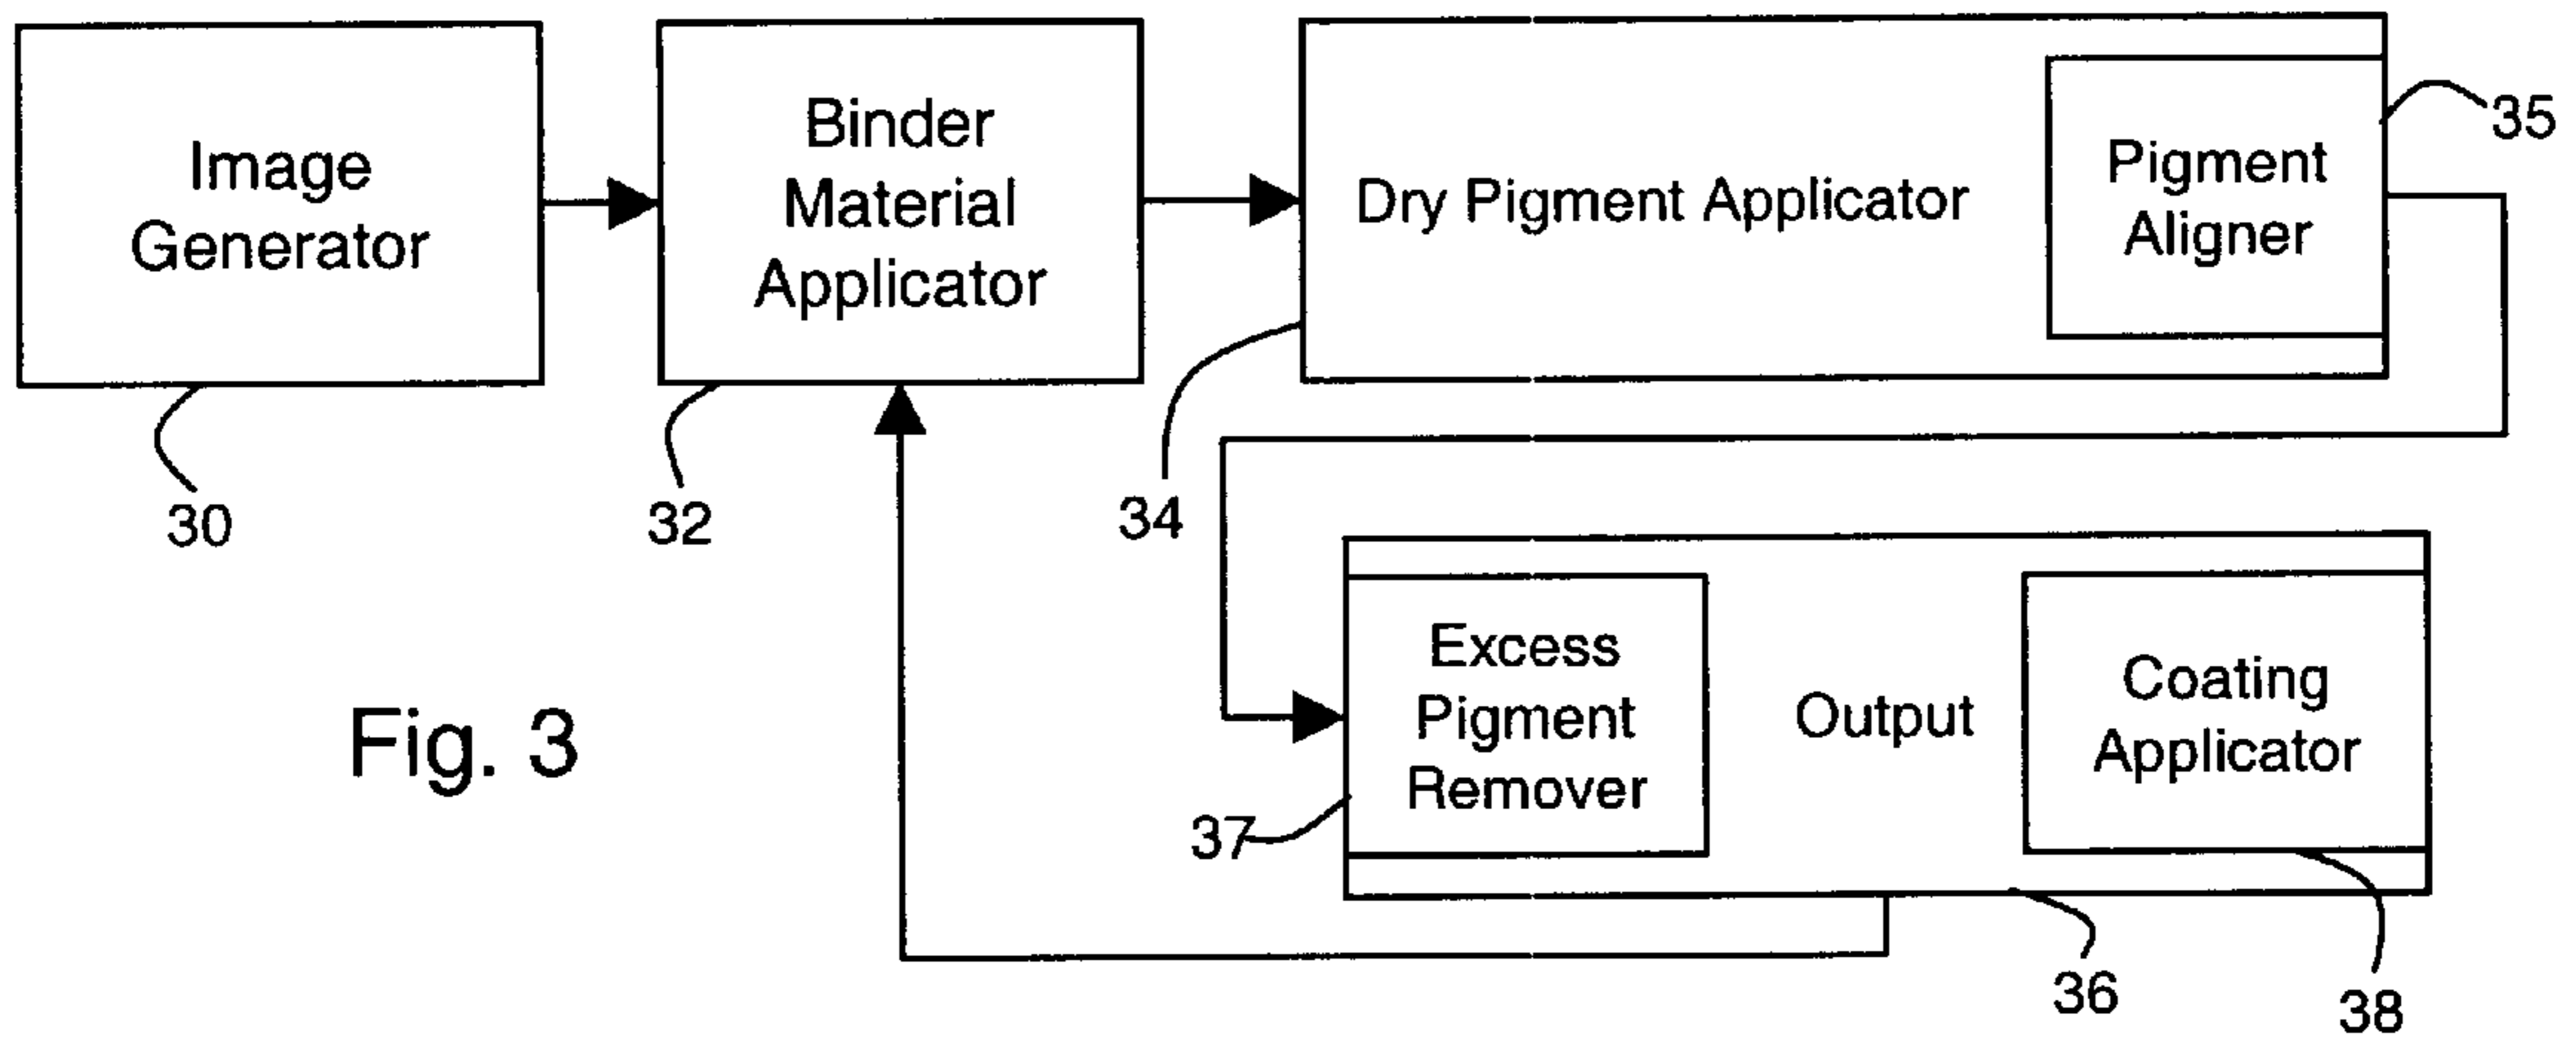 Image
Generator
Binder
Material
Applicator
Dry Pigment Applicator
Pigment
Aligner
35
30
32
34
Excess
Pigment
Remover
Output
Coating
Applicator
37
36
38
Fig. 3